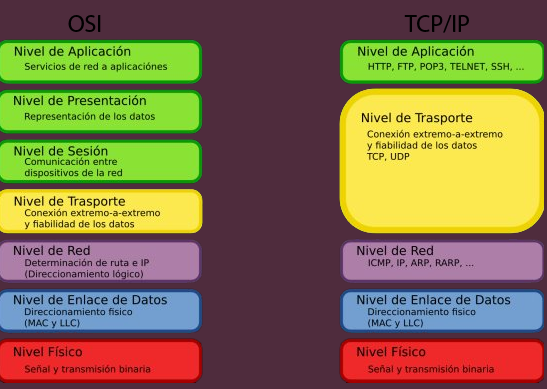 OSI
Nivel de Aplicación
Servicios de red a aplicaciónes
Nivel de Presentación
Representación de los datos
Nivel de Sesión
Comunicación entre
dispositivos de la red
Nivel de Trasporte
Conexión extremo-a-extremo
y fiabilidad de los datos
Nivel de Red
Determinación de ruta e IP
(Direccionamiento lógico)
Nivel de Enlace de Datos
Direccionamiento fisico
(MAC y LLC)
Nivel Físico
Señal y transmisión binaria
TCP/IP
Nivel de Aplicación
HTTP, FTP, POP3, TELNET, SSH, ...
Nivel de Trasporte
Conexión extremo-a-extremo
y fiabilidad de los datos
TCP, UDP
Nivel de Red
ICMP, IP, ARP, RARP, ...
Nivel de Enlace de Datos
Direccionamiento fisico
(MAC y LLC)
Nivel Físico
Señal y transmisión binaria